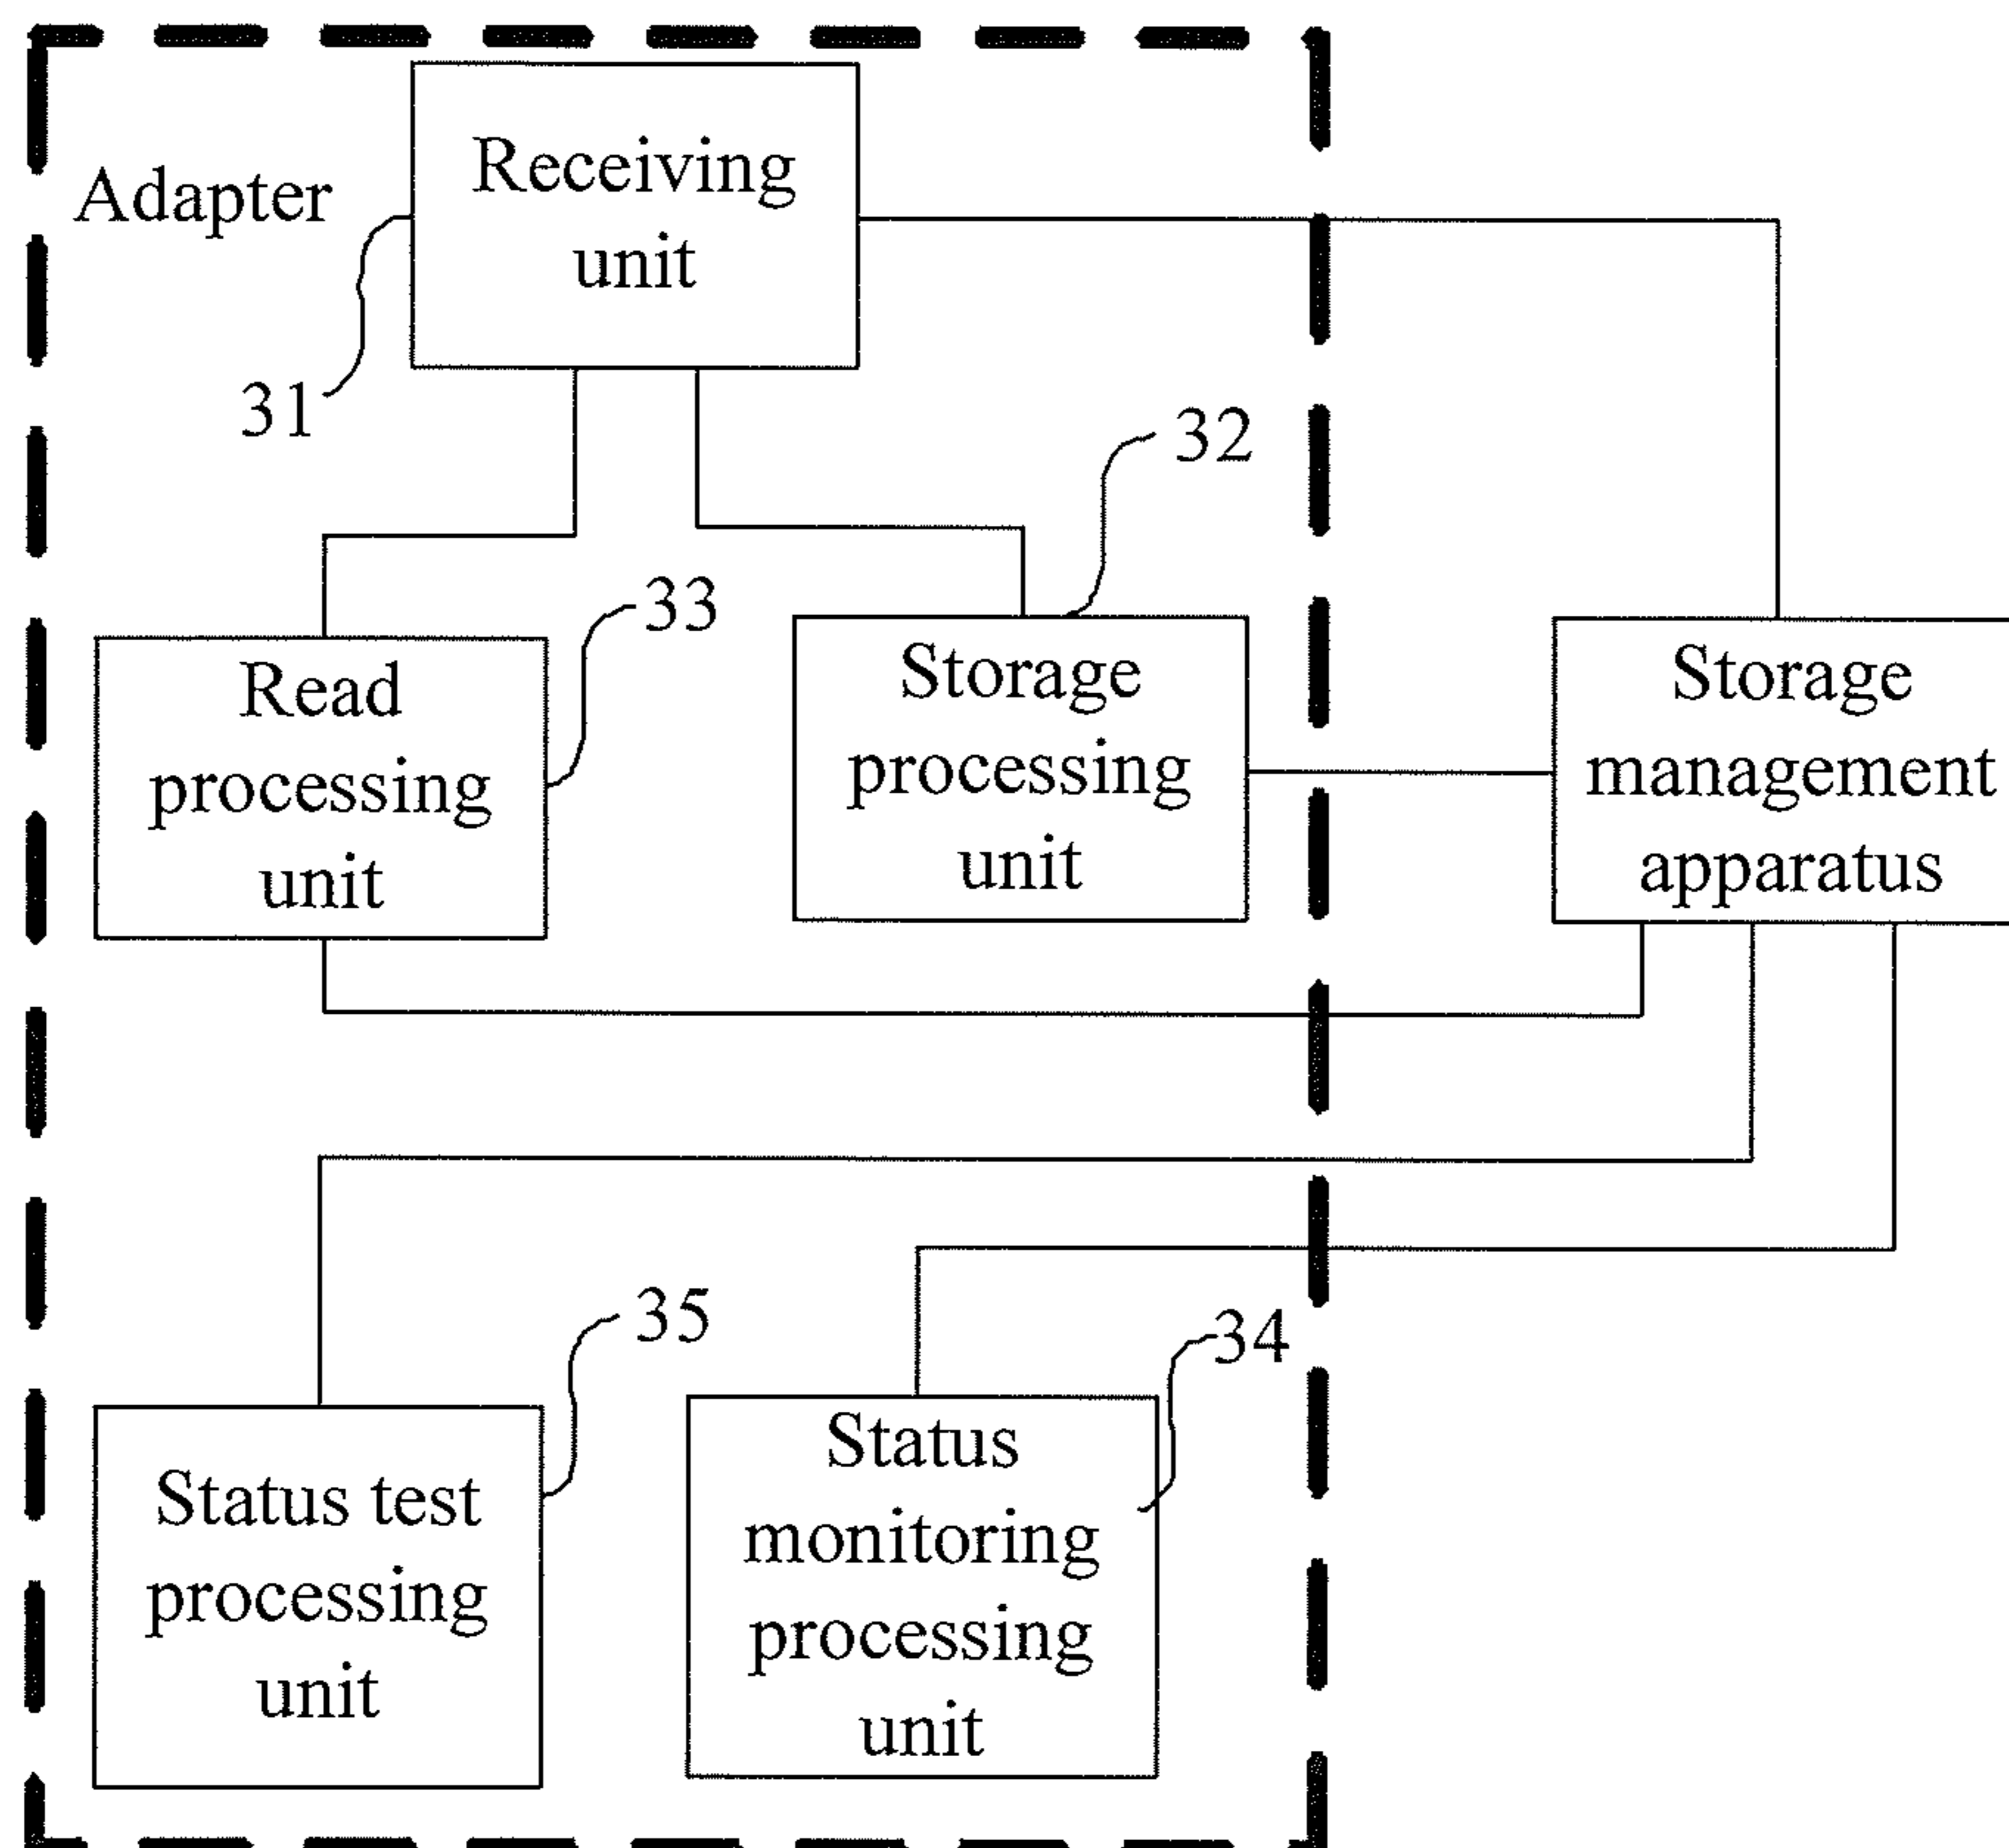 Adapter
Receiving
unit
31
32
33
Read
processing
unit
Storage
processing
unit
Storage
management
apparatus
35
34
Status test
processing
unit
Status
monitoring
processing
unit